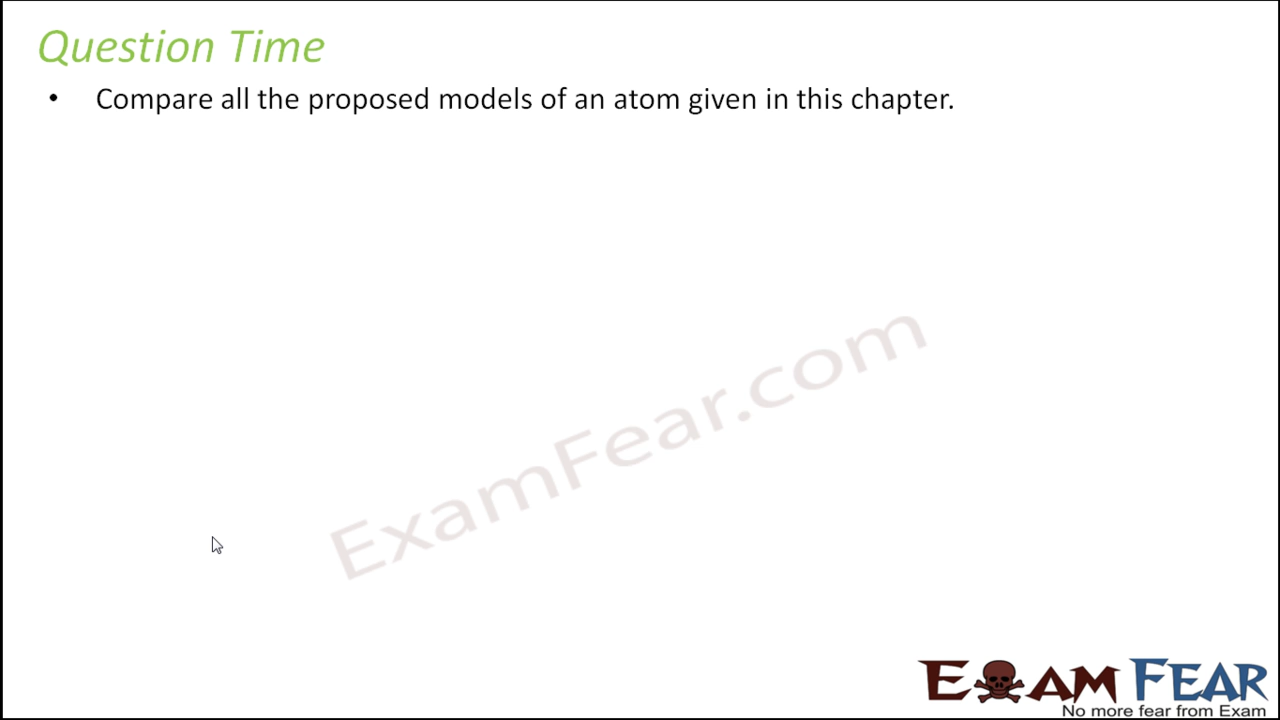 Question Time
• Compare all the proposed models of an atom given in this chapter.
ExamFear.com
EXAM FEAR
No more fear from Exam